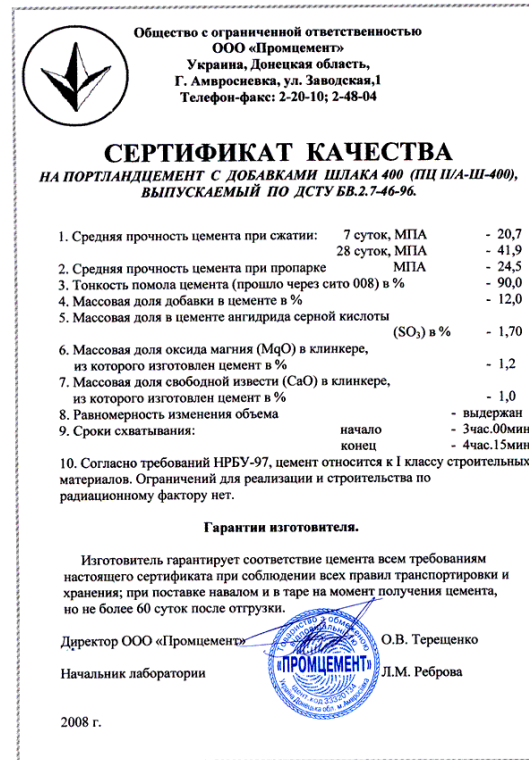 Общество с ограниченной ответственностью
ООО «Промцемент»
Украина, Донецкая область,
Г. Амвросиевка, ул. Заводская,1
Телефон-факс: 2-20-10; 2-48-04
СЕРТИФИКАТ КАЧЕСТВА
НА ПОРТЛАНДЦЕМЕНТ С ДОБАВКАМИ ШЛАКА 400 (ПЦ II/А-Ш-400),
ВЫПУСКАЕМЫЙ ПО ДСТУ БВ.2.7-46-96.
1. Средняя прочность цемента при сжатии: 7 суток, МПА - 20,7
28 суток, МПА - 41,9
2. Средняя прочность цемента при пропарке МПА - 24,5
3. Тонкость помола цемента (прошло через сито 008) в % - 90,0
4. Массовая доля добавки в цементе в % - 12,0
5. Массовая доля в цементе ангидрида серной кислоты
(SO₃) в % - 1,70
6. Массовая доля оксида магния (MqO) в клинкере,
из которого изготовлен цемент в % - 1,2
7. Массовая доля свободной извести (CaO) в клинкере,
из которого изготовлен цемент в % - 1,0
8. Равномерность изменения объема - выдержан
9. Сроки схватывания: начало - 3час.00мин
конец - 4час.15мин
10. Согласно требований НРБУ-97, цемент относится к I классу строительных
материалов. Ограничений для реализации и строительства по
радиационному фактору нет.
Гарантии изготовителя.
Изготовитель гарантирует соответствие цемента всем требованиям
настоящего сертификата при соблюдении всех правил транспортировки и
хранения; при поставке навалом и в таре на момент получения цемента,
но не более 60 суток после отгрузки.
Директор ООО «Промцемент» О.В. Терещенко
Товариство з обмеженою
відповідальністю
"ПРОМЦЕМЕНТ"
Начальник лаборатории Л.М. Реброва
2008 г.